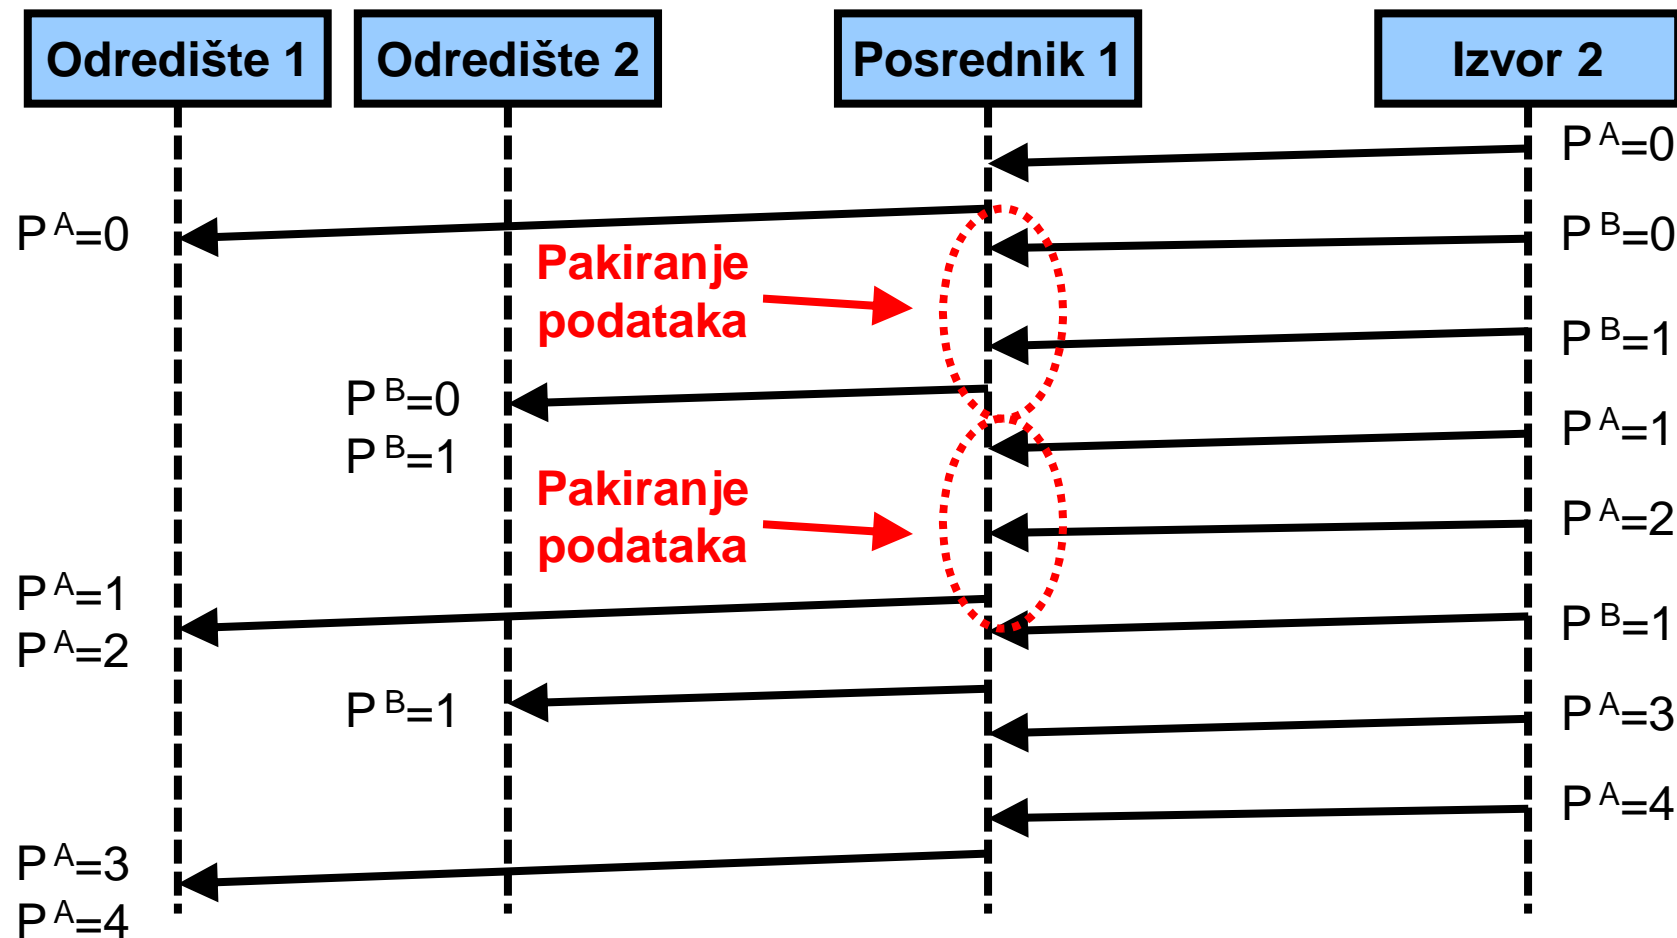 Odredište 1
Odredište 2
Posrednik 1
Izvor 2
P A=0
P A=0
P B=0
Pakiranje
podataka
P B=1
P B=0
P B=1
P A=1
Pakiranje
podataka
P A=2
P A=1
P A=2
P B=1
P B=1
P A=3
P A=4
P A=3
P A=4